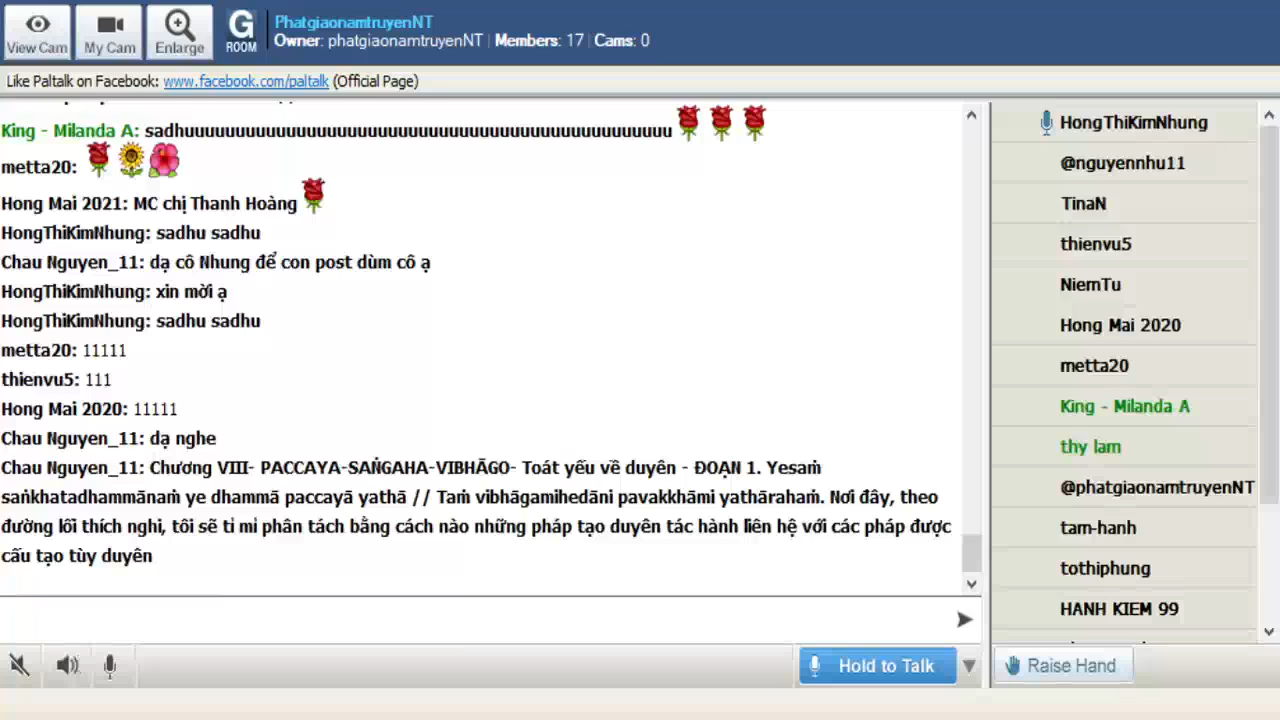 View Cam
My Cam
Enlarge
G
ROOM
PhatgiaonamtruyenNT
Owner: phatgiaonamtruyenNT | Members: 17 | Cams: 0
Like Paltalk on Facebook: www.facebook.com/paltalk (Official Page)
King - Milanda A: sadhuuuuuuuuuuuuuuuuuuuuuuuuuuuuuuuuuuuuuuuuuuuuuuuu
metta20:
Hong Mai 2021: MC chị Thanh Hoàng
HongThiKimNhung: sadhu sadhu
Chau Nguyen_11: dạ cô Nhung để con post dùm cô ạ
HongThiKimNhung: xin mời ạ
HongThiKimNhung: sadhu sadhu
metta20: 11111
thienvu5: 111
Hong Mai 2020: 11111
Chau Nguyen_11: dạ nghe
Chau Nguyen_11: Chương VIII- PACCAYA-SAṄGAHA-VIBHĀGO- Toát yếu về duyên - ĐOẠN 1. Yesaṁ
saṅkhatadhammānaṁ ye dhammā paccayā yathā // Taṁ vibhāgamihedāni pavakkhāmi yathārahaṁ. Nơi đây, theo
đường lối thích nghi, tôi sẽ tỉ mỉ phân tách bằng cách nào những pháp tạo duyên tác hành liên hệ với các pháp được
cấu tạo tùy duyên
Hold to Talk
HongThiKimNhung
@nguyennhu11
TinaN
thienvu5
NiemTu
Hong Mai 2020
metta20
King - Milanda A
thy lam
@phatgiaonamtruyenNT
tam-hanh
tothiphung
HANH KIEM 99
Raise Hand